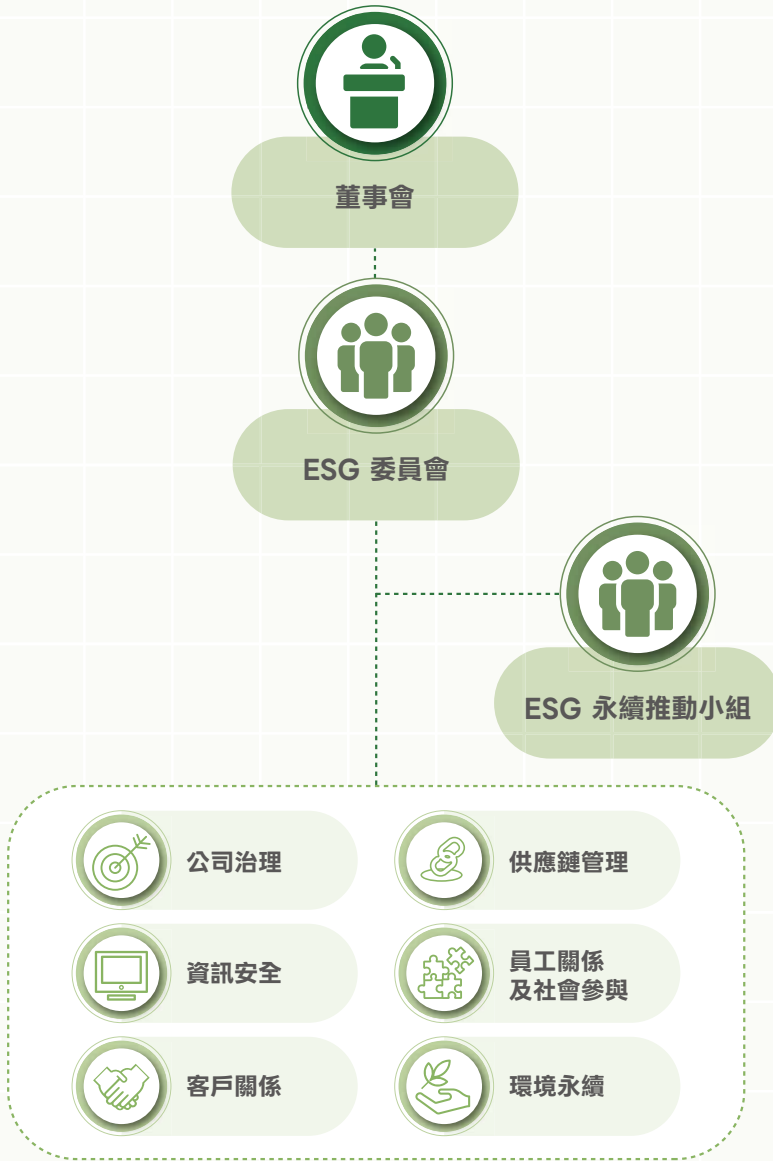 董事會
ESG 委員會
ESG 永續推動小組
公司治理
供應鏈管理
資訊安全
員工關係
及社會參與
客戶關係
環境永續